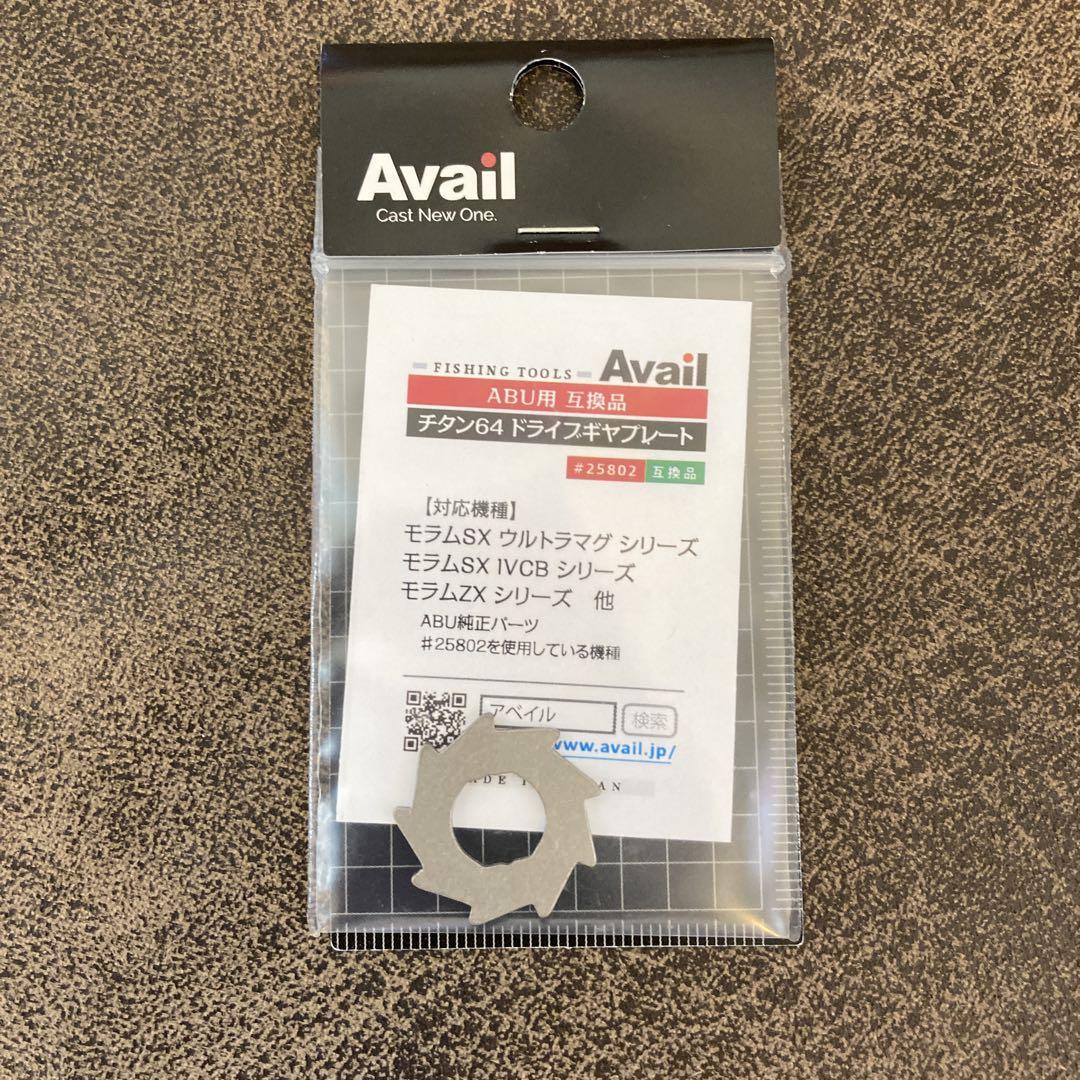 Avail
Cast New One.
FISHING TOOLS Avail
ABU用 互換品
チタン64 ドライブギヤプレート
#25802 互換品
【対応機種】
モラムSX ウルトラマグ シリーズ
モラムSX IVCB シリーズ
モラムZX シリーズ 他
ABU純正パーツ
#25802を使用している機種
アベイル 検索
www.avail.jp/